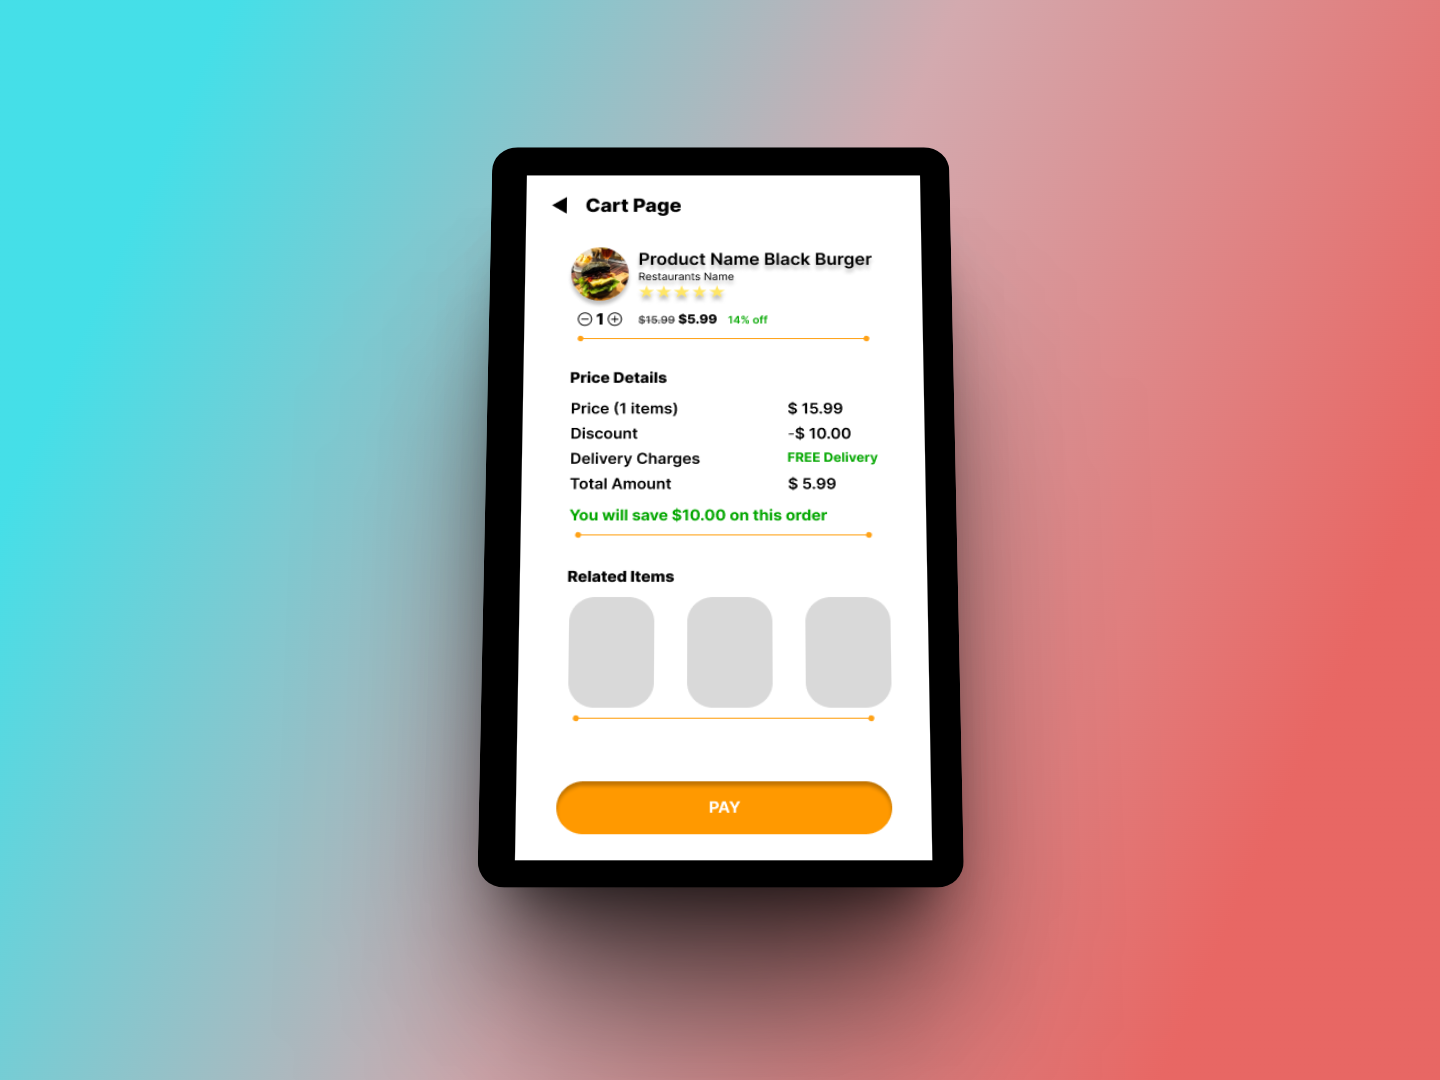 Cart Page
Product Name Black Burger
Restaurants Name
1 $15.99 $5.99 14% off
Price Details
Price (1 items) $ 15.99
Discount -$ 10.00
Delivery Charges FREE Delivery
Total Amount $ 5.99
You will save $10.00 on this order
Related Items
PAY